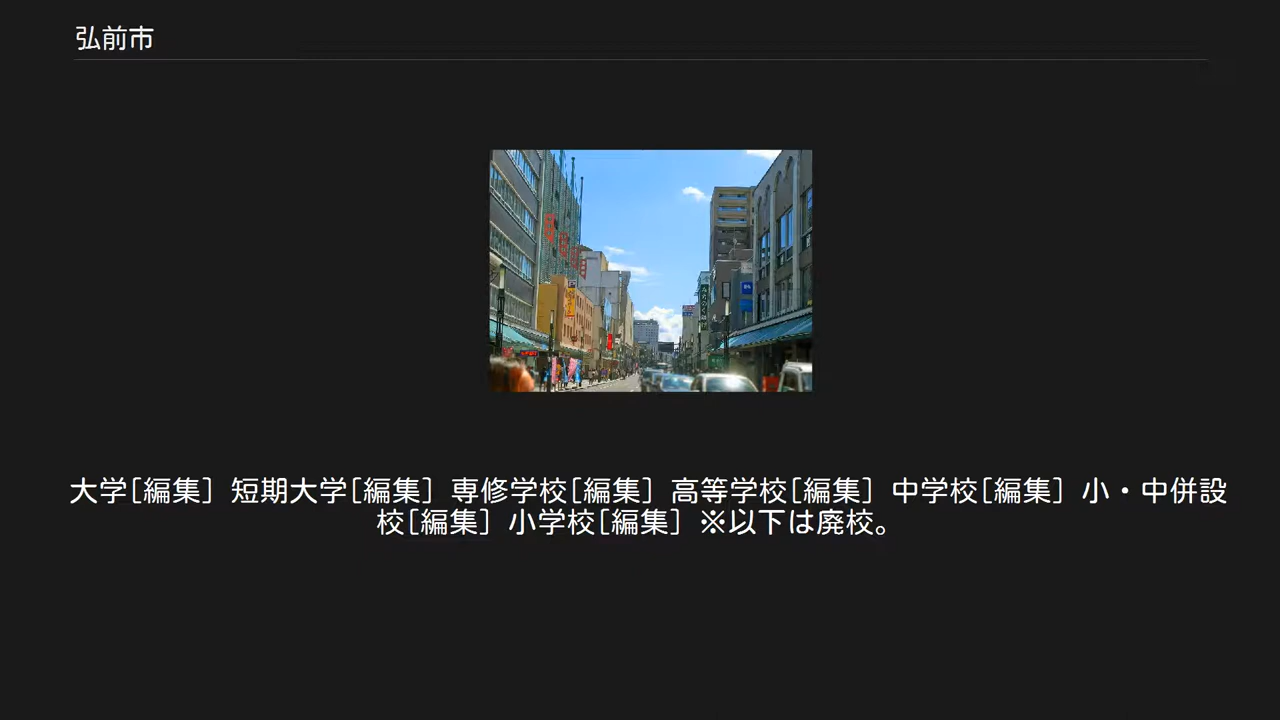 弘前市
大学[編集] 短期大学[編集] 専修学校[編集] 高等学校[編集] 中学校[編集] 小・中併設
校[編集] 小学校[編集] ※以下は廃校。